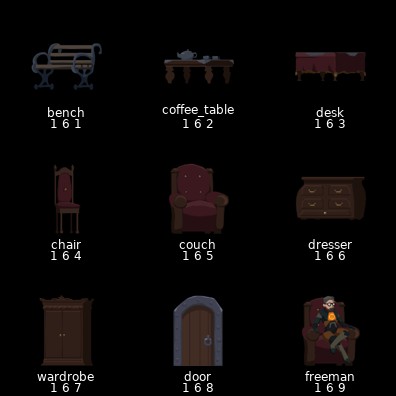 bench
1 6 1
coffee_table
1 6 2
desk
1 6 3
chair
1 6 4
couch
1 6 5
dresser
1 6 6
wardrobe
1 6 7
door
1 6 8
freeman
1 6 9